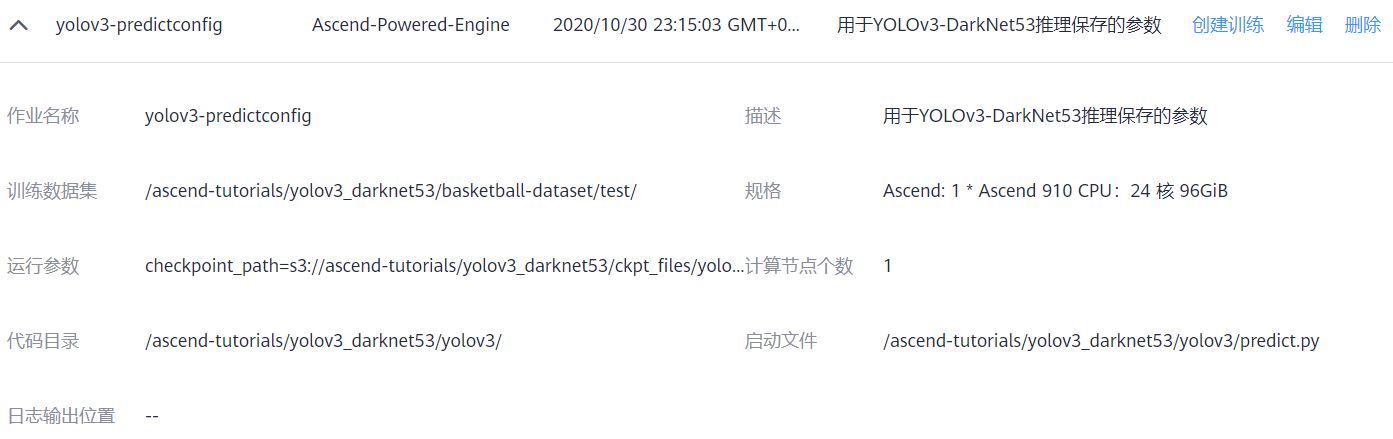 yolov3-predictconfig Ascend-Powered-Engine 2020/10/30 23:15:03 GMT+0... 用于YOLOv3-DarkNet53推理保存的参数 创建训练 编辑 删除
作业名称 yolov3-predictconfig 描述 用于YOLOv3-DarkNet53推理保存的参数
训练数据集 /ascend-tutorials/yolov3_darknet53/basketball-dataset/test/ 规格 Ascend: 1 * Ascend 910 CPU：24 核 96GiB
运行参数 checkpoint_path=s3://ascend-tutorials/yolov3_darknet53/ckpt_files/yolo... 计算节点个数 1
代码目录 /ascend-tutorials/yolov3_darknet53/yolov3/ 启动文件 /ascend-tutorials/yolov3_darknet53/yolov3/predict.py
日志输出位置 --